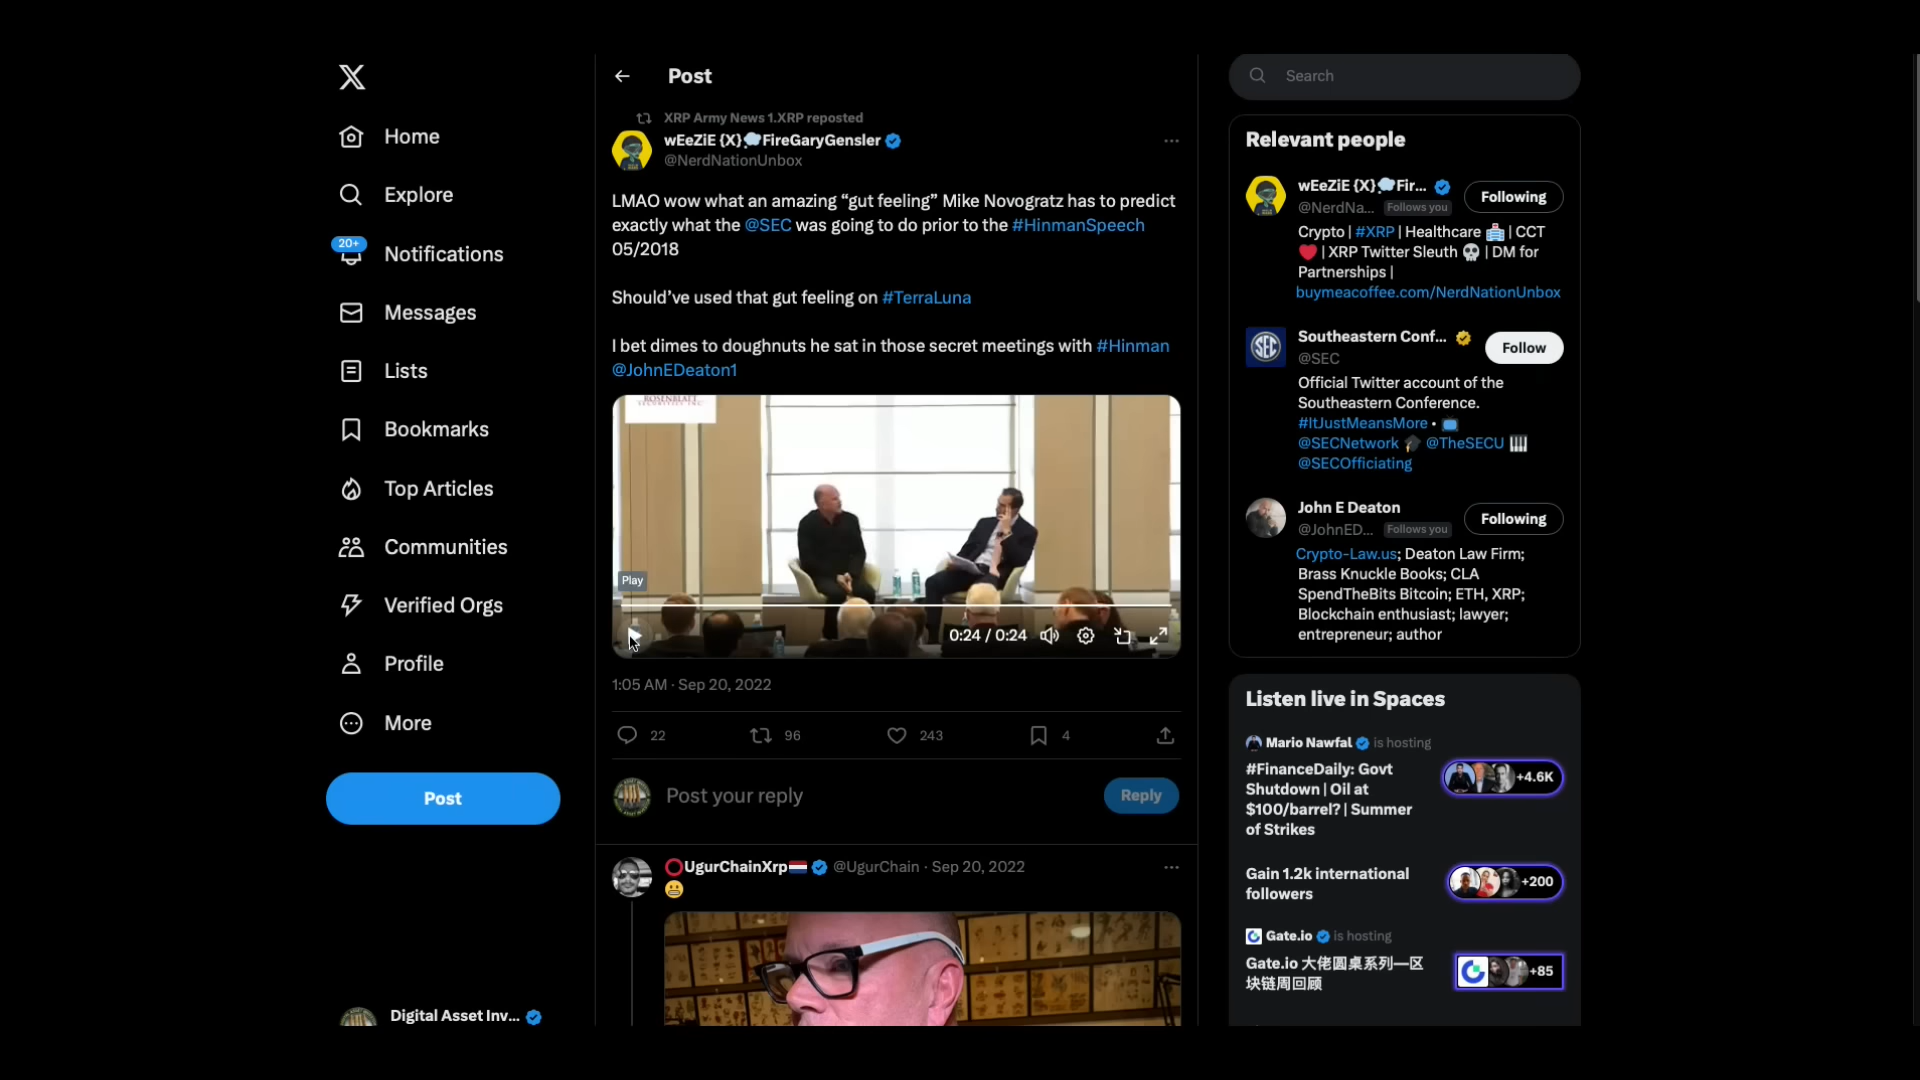 Home
Explore
20+
Notifications
Messages
Lists
Bookmarks
Top Articles
Communities
Verified Orgs
Profile
More
Post
Digital Asset Inv...
Post
XRP Army News 1.XRP reposted
wEeZiE {X}💭FireGaryGensler
@NerdNationUnbox
LMAO wow what an amazing “gut feeling” Mike Novogratz has to predict
exactly what the @SEC was going to do prior to the #HinmanSpeech
05/2018
Should’ve used that gut feeling on #TerraLuna
I bet dimes to doughnuts he sat in those secret meetings with #Hinman
@JohnEDeaton1
ROSENBLATT
SECURITIES INC.
Play
0:24 / 0:24
1:05 AM · Sep 20, 2022
22
96
243
4
Post your reply
Reply
⭕UgurChainXrp🇳🇱 @UgurChain · Sep 20, 2022
😬
Search
Relevant people
wEeZiE {X}💭Fir...
@NerdNa... Follows you
Following
Crypto | #XRP | Healthcare 🏥 | CCT
❤️ | XRP Twitter Sleuth 💀 | DM for
Partnerships |
buymeacoffee.com/NerdNationUnbox
SEC
Southeastern Conf...
@SEC
Follow
Official Twitter account of the
Southeastern Conference.
#ItJustMeansMore • 📺
@SECNetwork 🎓 @TheSECU 🎹
@SECOfficiating
John E Deaton
@JohnED... Follows you
Following
Crypto-Law.us; Deaton Law Firm;
Brass Knuckle Books; CLA
SpendTheBits Bitcoin; ETH, XRP;
Blockchain enthusiast; lawyer;
entrepreneur; author
Listen live in Spaces
Mario Nawfal is hosting
#FinanceDaily: Govt
Shutdown | Oil at
$100/barrel? | Summer
of Strikes
+4.6K
Gain 1.2k international
followers
+200
Gate.io is hosting
Gate.io 大佬圆桌系列—区
块链周回顾
+85